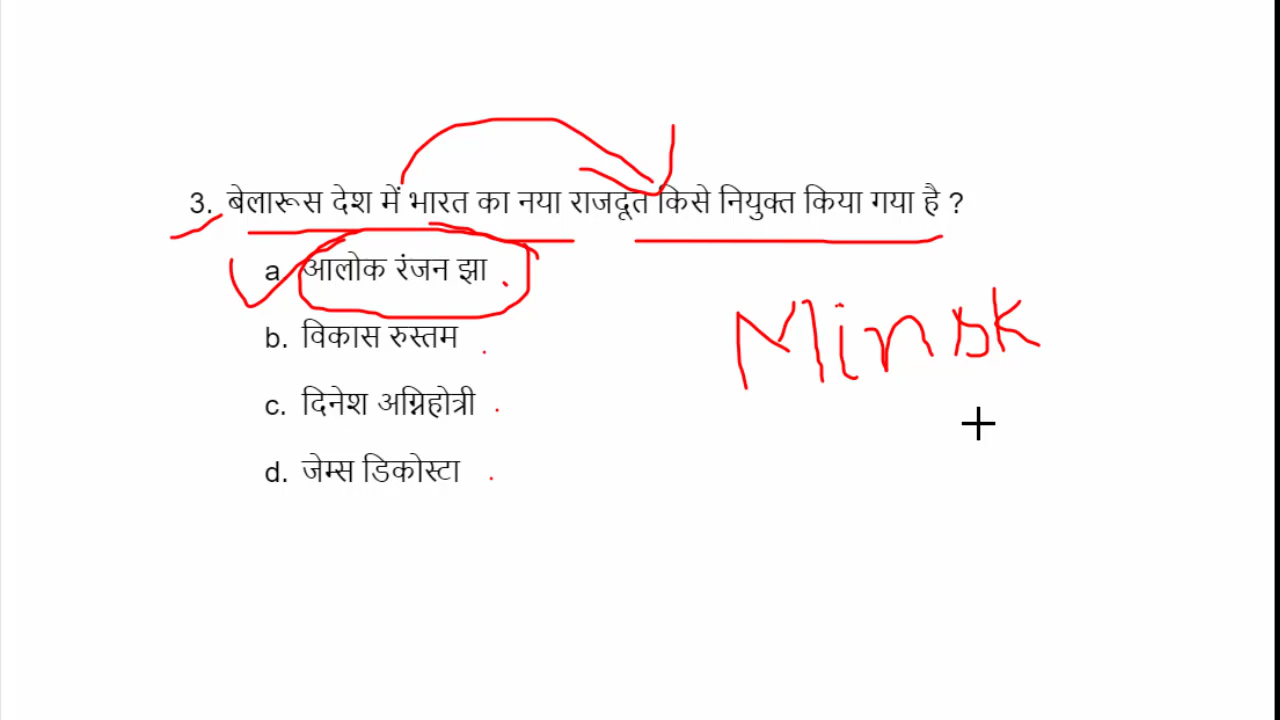 3. बेलारूस देश में भारत का नया राजदूत किसे नियुक्त किया गया है ?
a आलोक रंजन झा
b. विकास रुस्तम
c. दिनेश अग्निहोत्री
d. जेम्स डिकोस्टा
Minsk